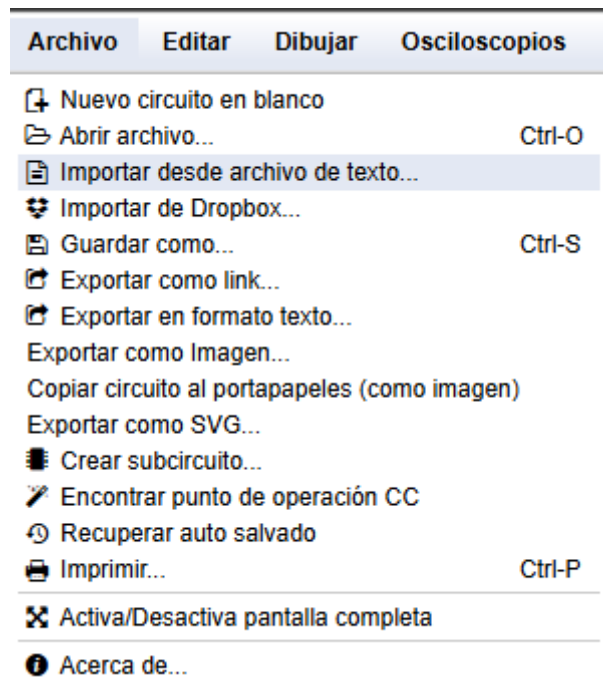 Archivo Editar Dibujar Osciloscopios
Nuevo circuito en blanco
Abrir archivo... Ctrl-O
Importar desde archivo de texto...
Importar de Dropbox...
Guardar como... Ctrl-S
Exportar como link...
Exportar en formato texto...
Exportar como Imagen...
Copiar circuito al portapapeles (como imagen)
Exportar como SVG...
Crear subcircuito...
Encontrar punto de operación CC
Recuperar auto salvado
Imprimir... Ctrl-P
Activa/Desactiva pantalla completa
Acerca de...